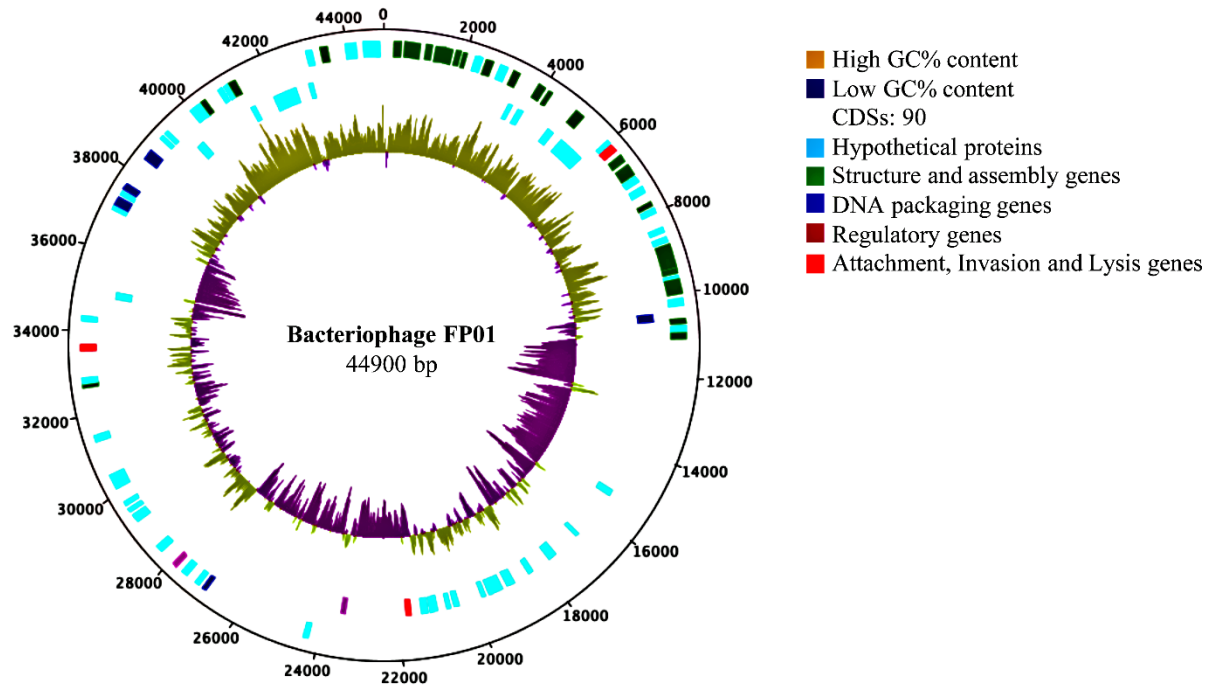 0
2000
4000
6000
8000
10000
12000
14000
16000
18000
20000
22000
24000
26000
28000
30000
32000
34000
36000
38000
40000
42000
44000
Bacteriophage FP01
44900 bp
High GC% content
Low GC% content
CDSs: 90
Hypothetical proteins
Structure and assembly genes
DNA packaging genes
Regulatory genes
Attachment, Invasion and Lysis genes